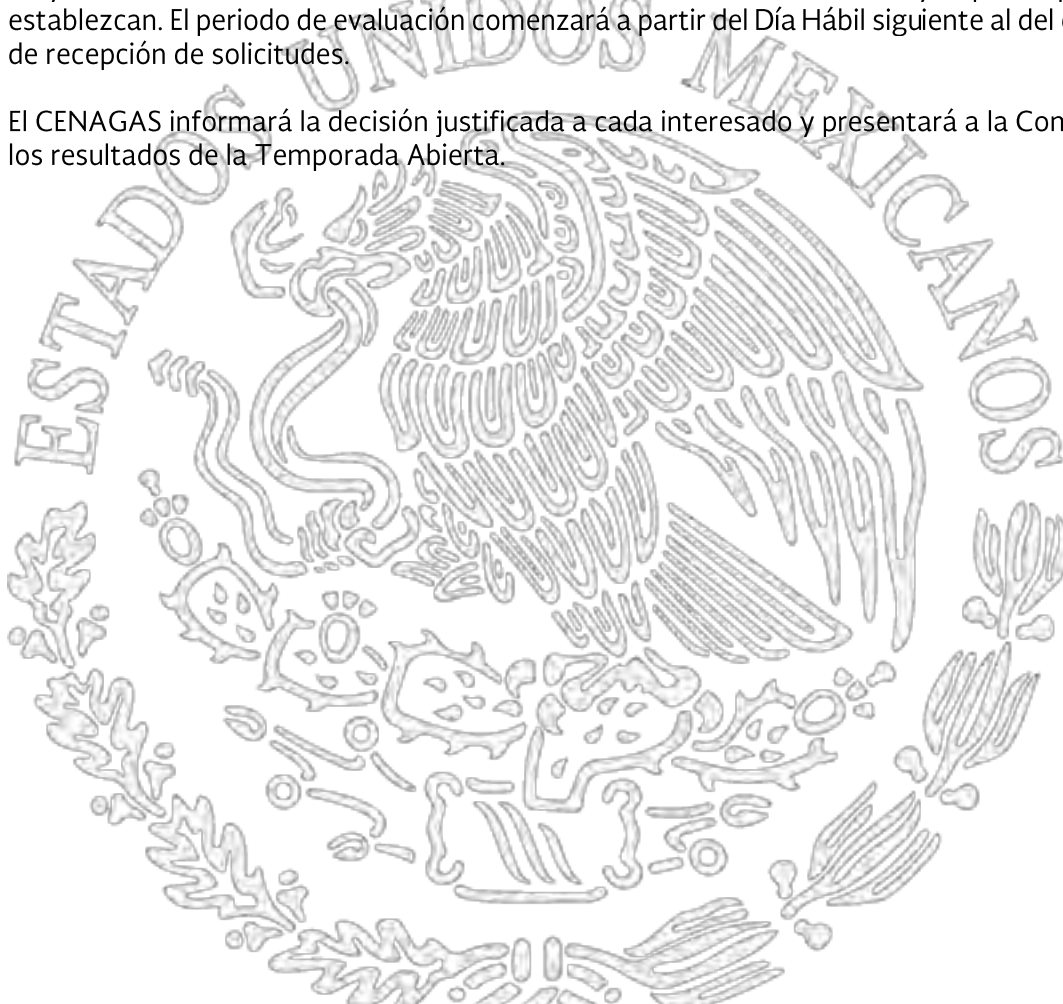 establezcan. El periodo de evaluación comenzará a partir del Día Hábil siguiente al del
de recepción de solicitudes.
El CENAGAS informará la decisión justificada a cada interesado y presentará a la
los resultados de la Temporada Abierta.
ESTADOS UNIDOS MEXICANOS